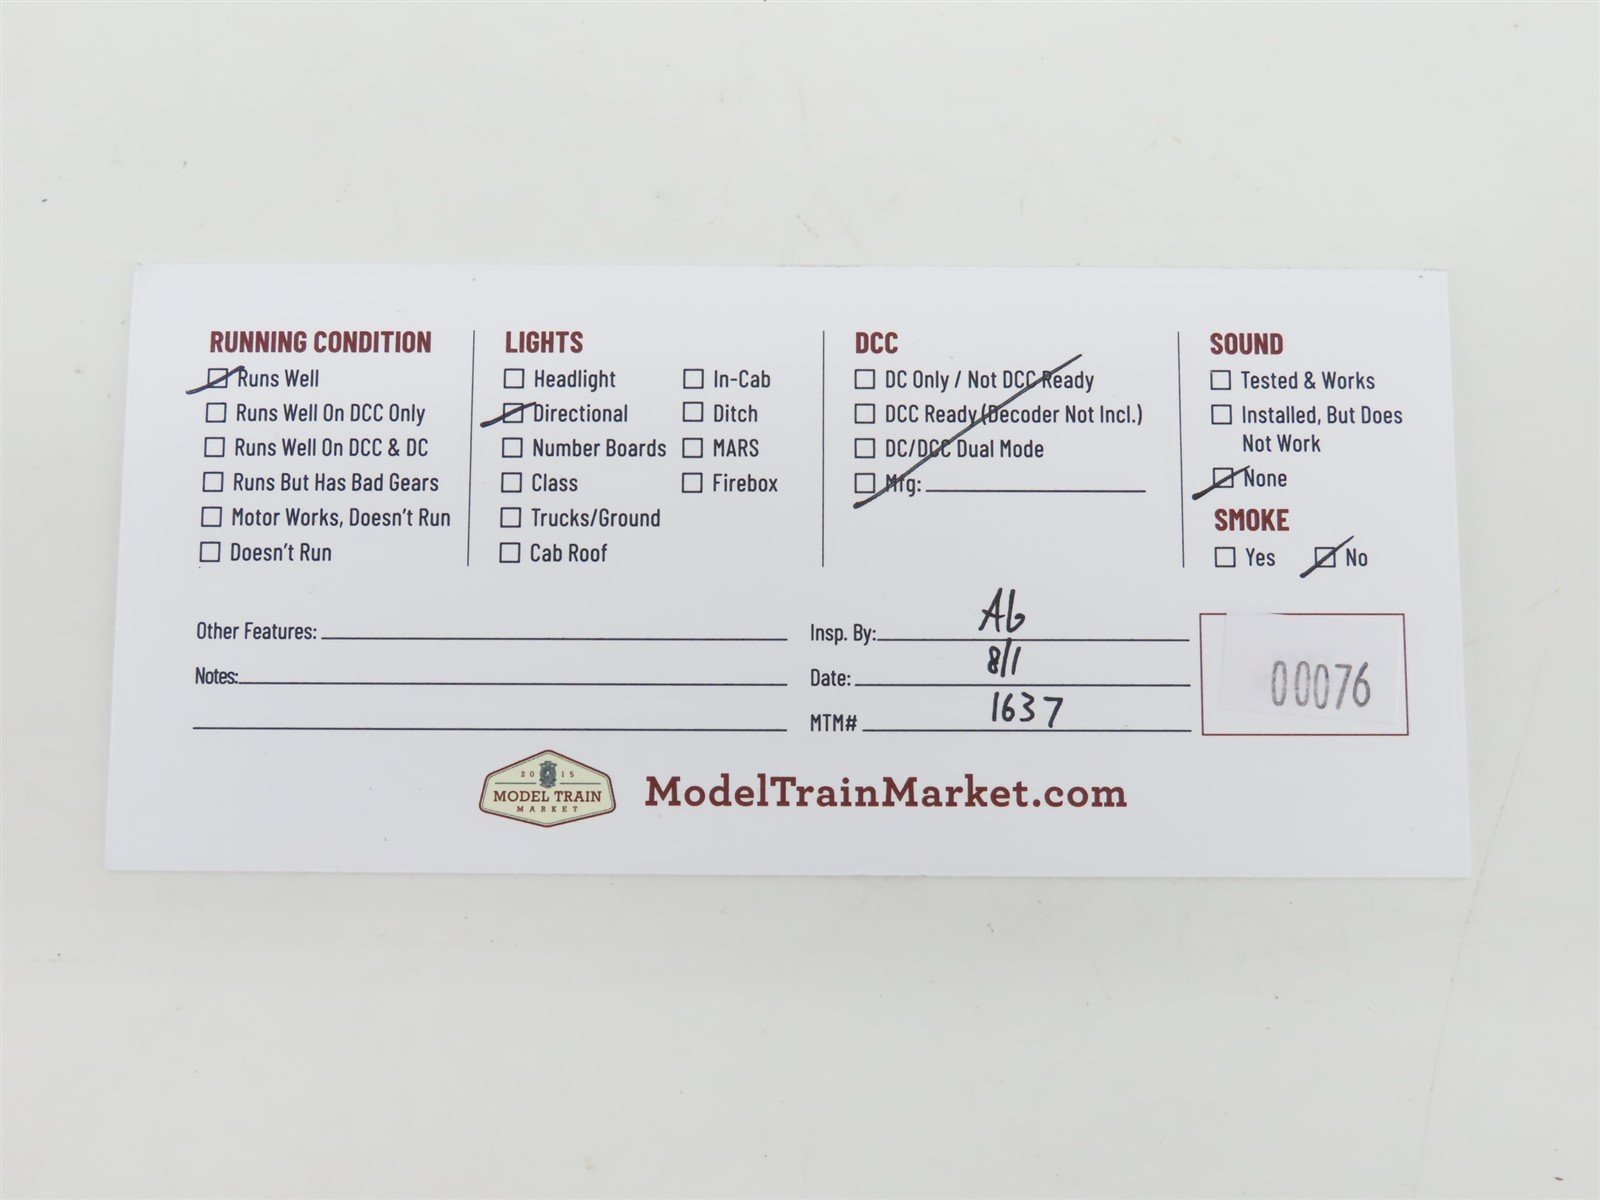 RUNNING CONDITION
Runs Well
Runs Well On DCC Only
Runs Well On DCC & DC
Runs But Has Bad Gears
Motor Works, Doesn't Run
Doesn't Run
LIGHTS
Headlight
Directional
Number Boards
Class
Trucks/Ground
Cab Roof
In-Cab
Ditch
MARS
Firebox
DCC
DC Only / Not DCC Ready
DCC Ready (Decoder Not Incl.)
DC/DCC Dual Mode
Mfg:
SOUND
Tested & Works
Installed, But Does
Not Work
None
SMOKE
Yes No
Other Features:
Notes:
Insp. By: AG
Date: 8/1
MTM# 1637
00076
2015
MODEL TRAIN
MARKET
ModelTrainMarket.com